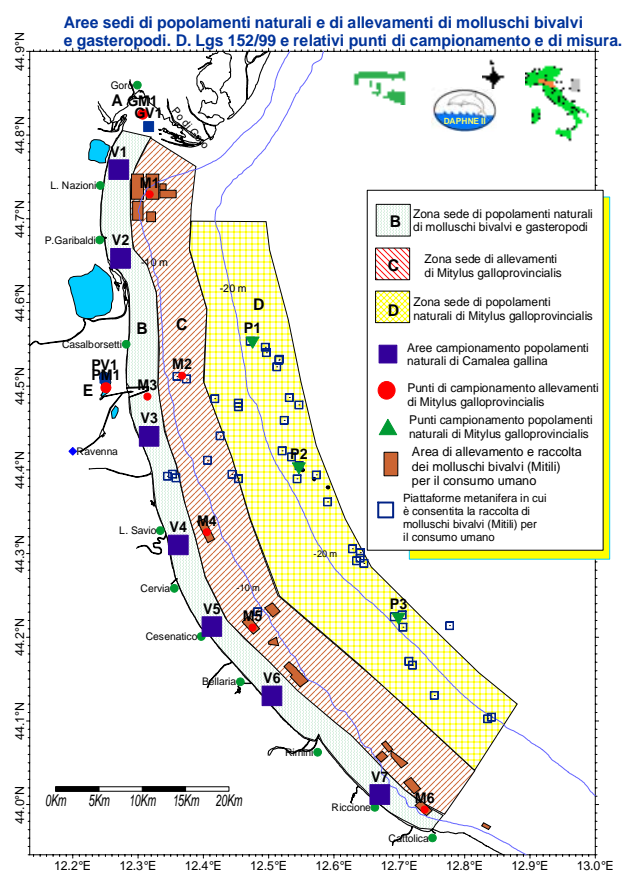 Aree sedi di popolamenti naturali e di allevamenti di molluschi bivalvi
e gasteropodi. D. Lgs 152/99 e relativi punti di campionamento e di misura.
44.9°N
44.8°N
44.7°N
44.6°N
44.5°N
44.4°N
44.3°N
44.2°N
44.1°N
44.0°N
Goro
A
GM1
GV1
Po di Goro
DAPHNE II
V1
M1
L. Nazioni
P.Garibaldi
V2
-10 m
-20 m
D
B
C
P1
Casalborsetti
PV1
PM1
E
M2
M3
V3
Ravenna
P2
L. Savio
V4
M4
-20 m
Cervia
-10 m
V5
M5
P3
Cesenatico
Bellaria
V6
Rimini
V7
M6
Riccione
Cattolica
B
Zona sede di popolamenti naturali
di molluschi bivalvi e gasteropodi
C
Zona sede di allevamenti
di Mitylus galloprovincialis
D
Zona sede di popolamenti
naturali di Mitylus galloprovincialis
Aree campionamento popolamenti
naturali di Camalea gallina
Punti di campionamento allevamenti
di Mitylus galloprovincialis
Punti campionamento popolamenti
naturali di Mitylus galloprovincialis
Area di allevamento e raccolta
dei molluschi bivalvi (Mitili)
per il consumo umano
Piattaforme metanifera in cui
è consentita la raccolta di
molluschi bivalvi (Mitili) per
il consumo umano
0Km 5Km 10Km 15Km 20Km
12.2°E 12.3°E 12.4°E 12.5°E 12.6°E 12.7°E 12.8°E 12.9°E 13.0°E